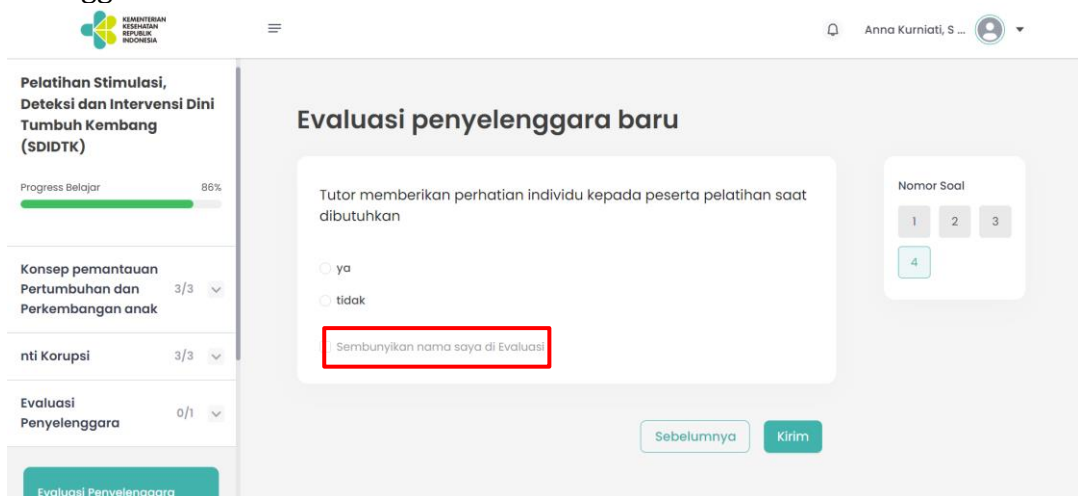 KEMENTERIAN
KESEHATAN
REPUBLIK
INDONESIA
Anna Kurniati, S ...
Pelatihan Stimulasi,
Deteksi dan Intervensi Dini
Tumbuh Kembang
(SDIDTK)
Progress Belajar 86%
Konsep pemantauan
Pertumbuhan dan 3/3
Perkembangan anak
nti Korupsi 3/3
Evaluasi
Penyelenggara 0/1
Evaluasi Penyelenggara
Evaluasi penyelenggara baru
Tutor memberikan perhatian individu kepada peserta pelatihan saat
dibutuhkan
ya
tidak
Sembunyikan nama saya di Evaluasi
Sebelumnya Kirim
Nomor Soal
1 2 3
4